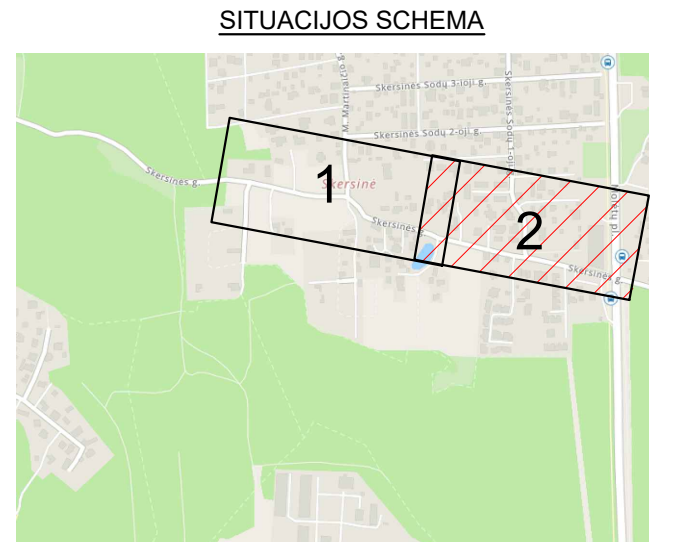 SITUACIJOS SCHEMA
Skersinės Sodų 3-ioji g.
M. Martinaičio g.
Skersinės Sodų 2-oji g.
Skersinės g.
1
Skersinė
Skersinės g.
2
Skersinės g.